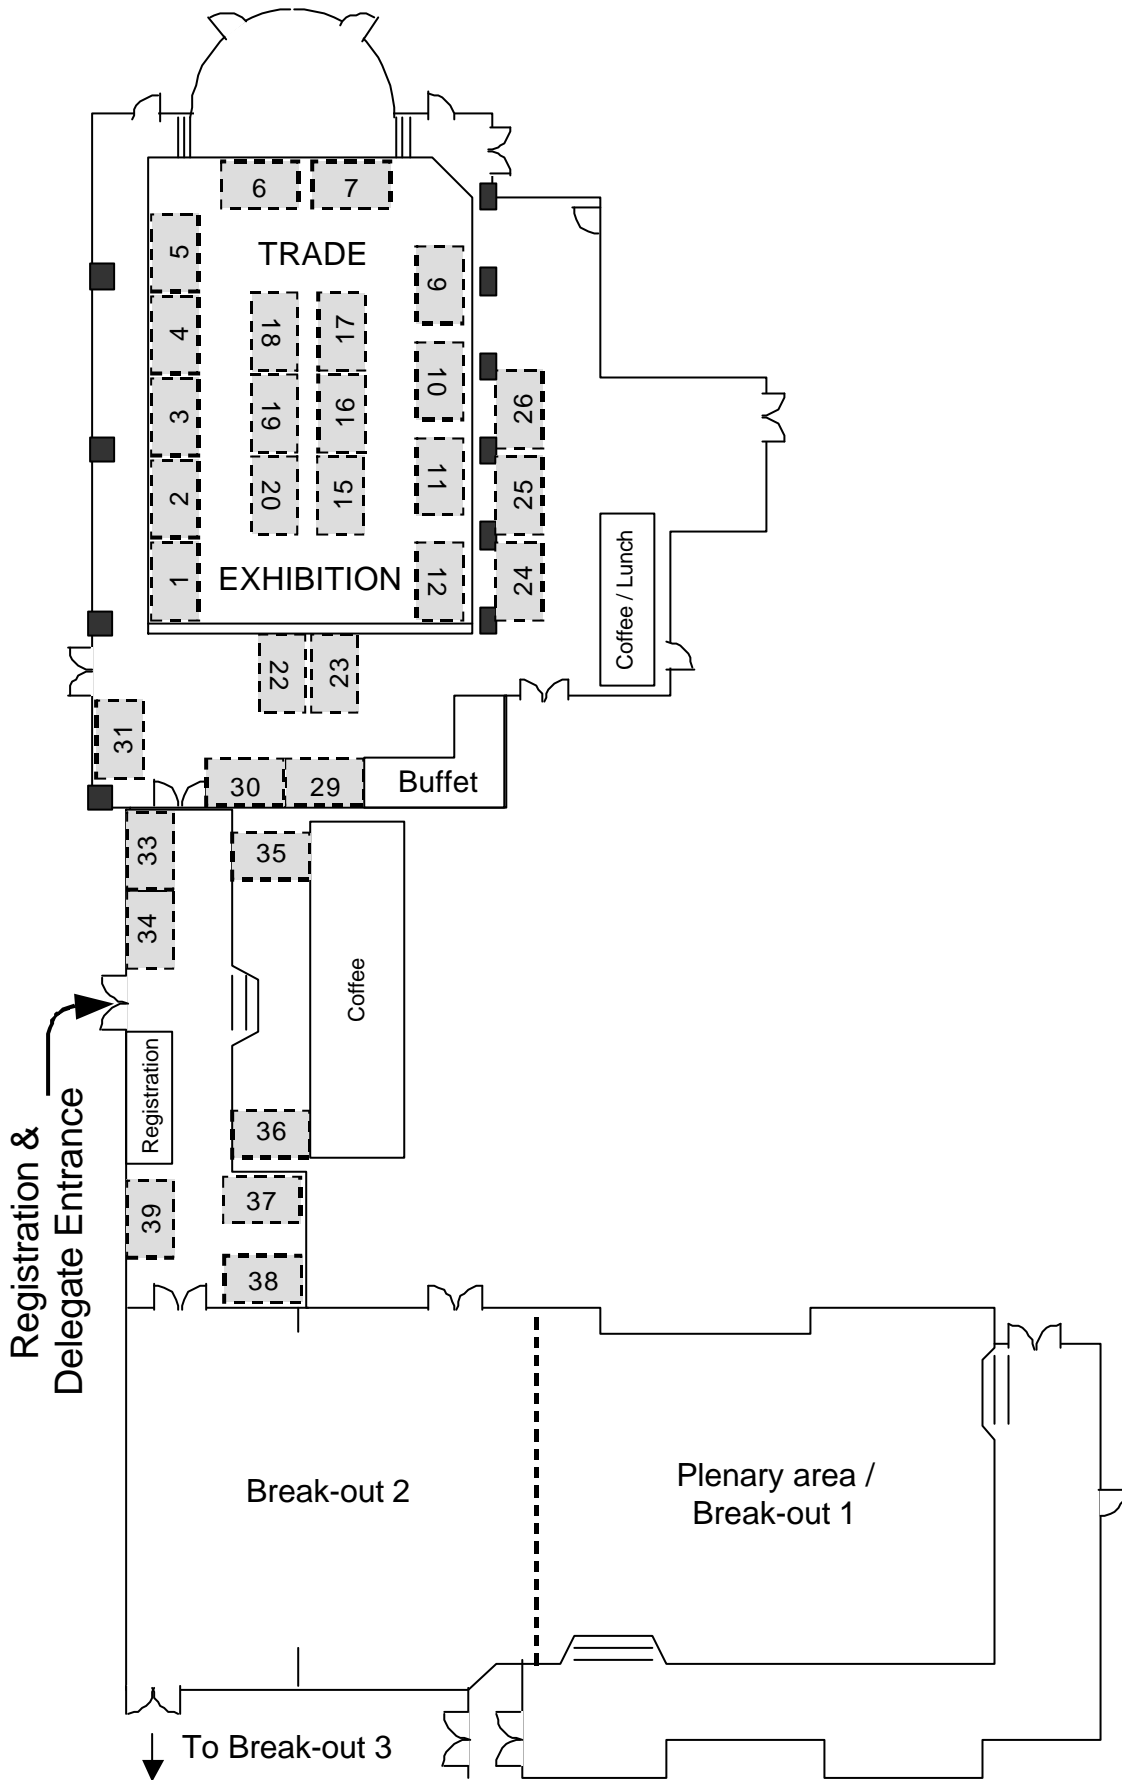 6
7
5
TRADE
9
4
18
17
10
3
19
16
26
2
20
15
11
25
1
EXHIBITION
12
24
Coffee / Lunch
22
23
31
30
29
Buffet
33
35
34
Coffee
Registration &
Delegate Entrance
Registration
36
39
37
38
Break-out 2
Plenary area /
Break-out 1
To Break-out 3